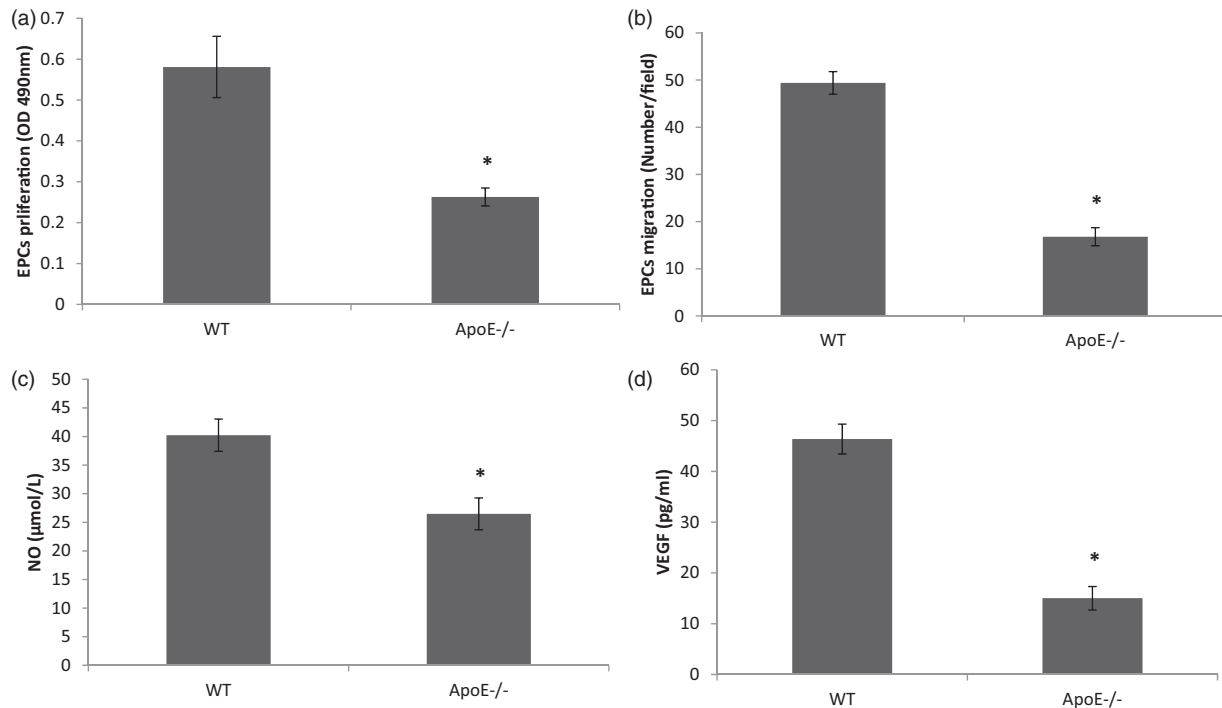 (a)
EPCs prliferation (OD 490nm)
0.7
0.6
0.5
0.4
0.3
0.2
0.1
0
*
WT
ApoE-/-
(b)
EPCs migration (Number/field)
60
50
40
30
20
10
0
*
WT
ApoE-/-
(c)
NO (µmol/L)
50
45
40
35
30
25
20
15
10
5
0
*
WT
ApoE-/-
(d)
VEGF (pg/ml)
60
50
40
30
20
10
0
*
WT
ApoE-/-